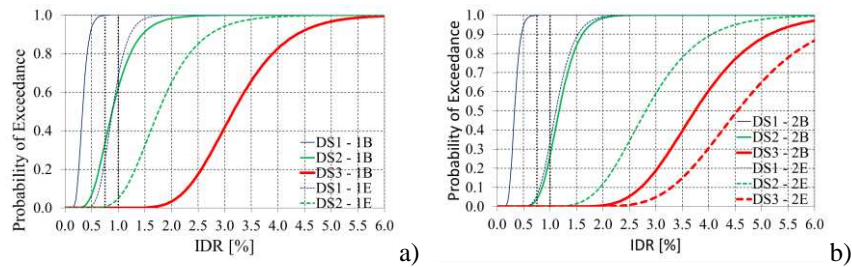 Probability of Exceedance
1.0
0.8
0.6
0.4
0.2
0.0
0.0 0.5 1.0 1.5 2.0 2.5 3.0 3.5 4.0 4.5 5.0 5.5 6.0
IDR [%]
DS1 - 1B
DS2 - 1B
DS3 - 1B
DS1 - 1E
DS2 - 1E
a)
Probability of Exceedance
1.0
0.9
0.8
0.7
0.6
0.5
0.4
0.3
0.2
0.1
0.0
0.0 0.5 1.0 1.5 2.0 2.5 3.0 3.5 4.0 4.5 5.0 5.5 6.0
IDR [%]
DS1 - 2B
DS2 - 2B
DS3 - 2B
DS1 - 2E
DS2 - 2E
DS3 - 2E
b)